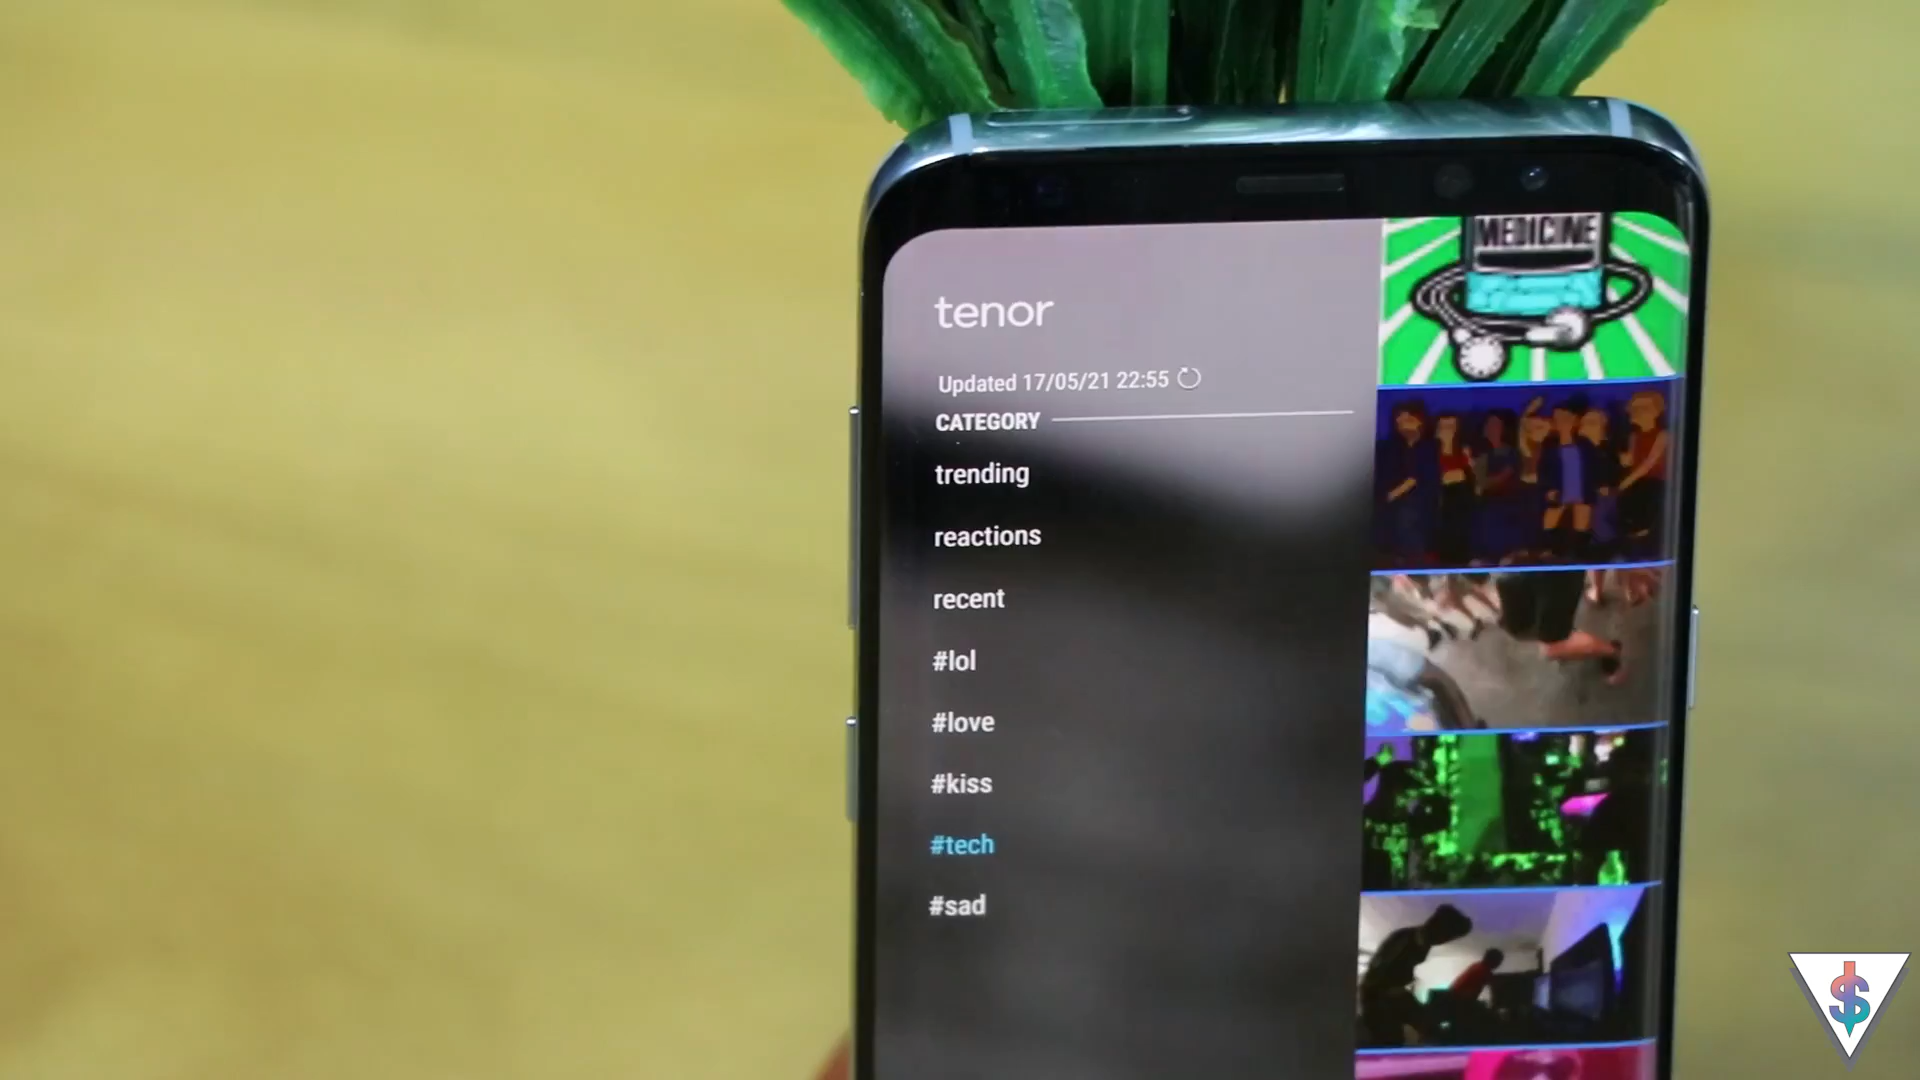 MEDICINE
tenor
Updated 17/05/21 22:55
CATEGORY
trending
reactions
recent
#lol
#love
#kiss
#tech
#sad
$